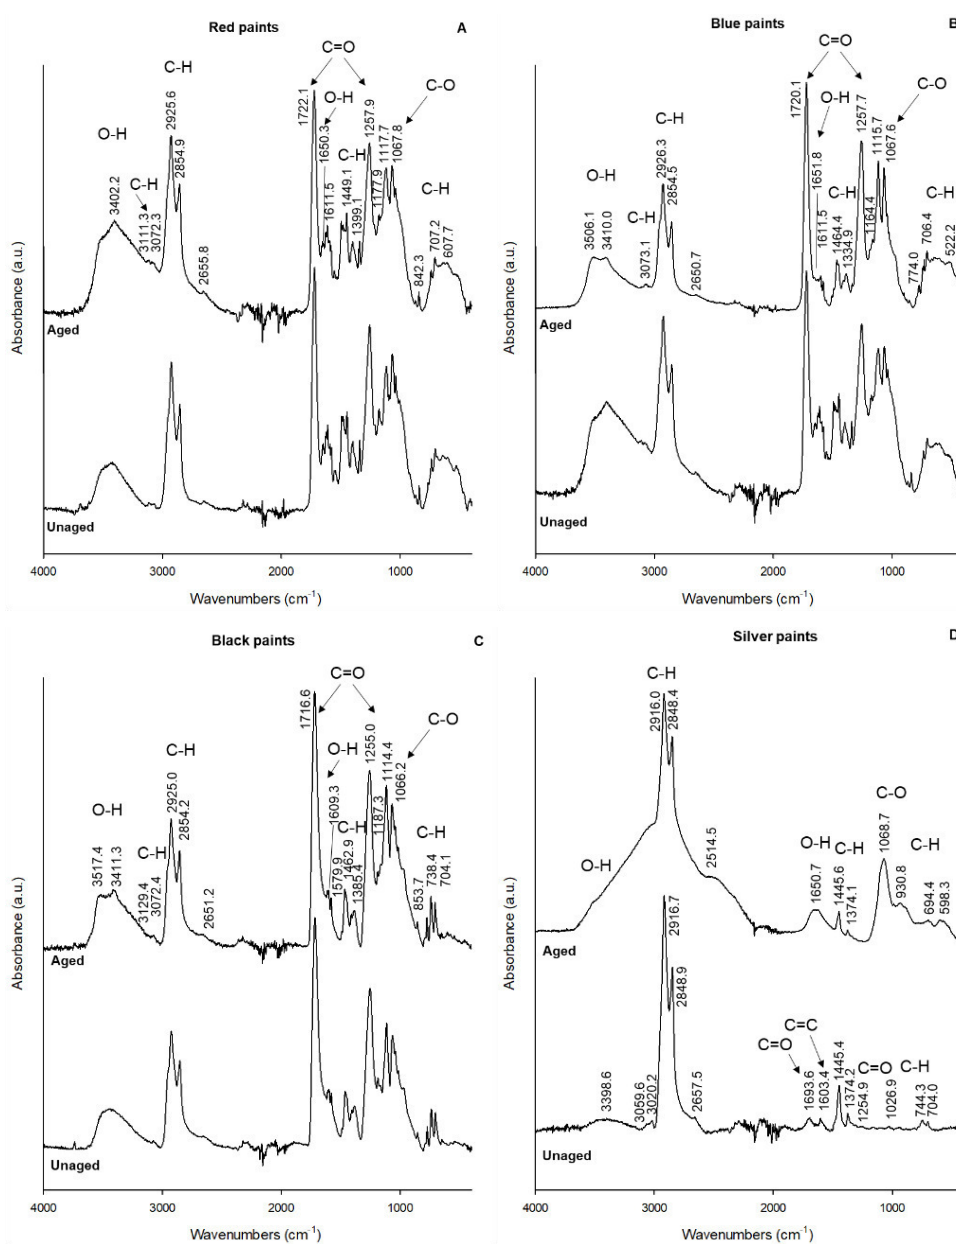 Red paints
A
C=O
C-H
O-H
C-O
O-H
C-H
C-H
C-H
3402.2
3111.3
3072.3
2925.6
2854.9
2655.8
1722.1
1650.3
1611.5
1449.1
1399.1
1257.9
1177.9
1117.7
1067.8
842.3
707.2
607.7
Absorbance (a.u.)
Aged
Unaged
4000
3000
2000
1000
Wavenumbers (cm⁻¹)
Blue paints
B
C=O
C-H
O-H
C-O
O-H
C-H
C-H
C-H
3506.1
3410.0
3073.1
2926.3
2854.5
2650.7
1720.1
1651.8
1611.5
1464.4
1334.9
1257.7
1164.4
1115.7
1067.6
774.0
706.4
522.2
Absorbance (a.u.)
Aged
Unaged
4000
3000
2000
1000
Wavenumbers (cm⁻¹)
Black paints
C
C=O
C-O
O-H
C-H
O-H
C-H
C-H
C-H
3517.4
3411.3
3129.4
3072.4
2925.0
2854.2
2651.2
1716.6
1609.3
1579.9
1462.9
1385.4
1255.0
1187.3
1114.4
1066.2
853.7
738.4
704.1
Absorbance (a.u.)
Aged
Unaged
4000
3000
2000
1000
Wavenumbers (cm⁻¹)
Silver paints
D
C-H
2916.0
2848.4
C-O
O-H
O-H
C-H
C-H
2514.5
1650.7
1445.6
1374.1
1068.7
930.8
694.4
598.3
Absorbance (a.u.)
Aged
2916.7
2848.9
C=C
C=O
C=O
C-H
3398.6
3059.6
3020.2
2657.5
1693.6
1603.4
1445.4
1374.2
1254.9
1026.9
744.3
704.0
Unaged
4000
3000
2000
1000
Wavenumbers (cm⁻¹)